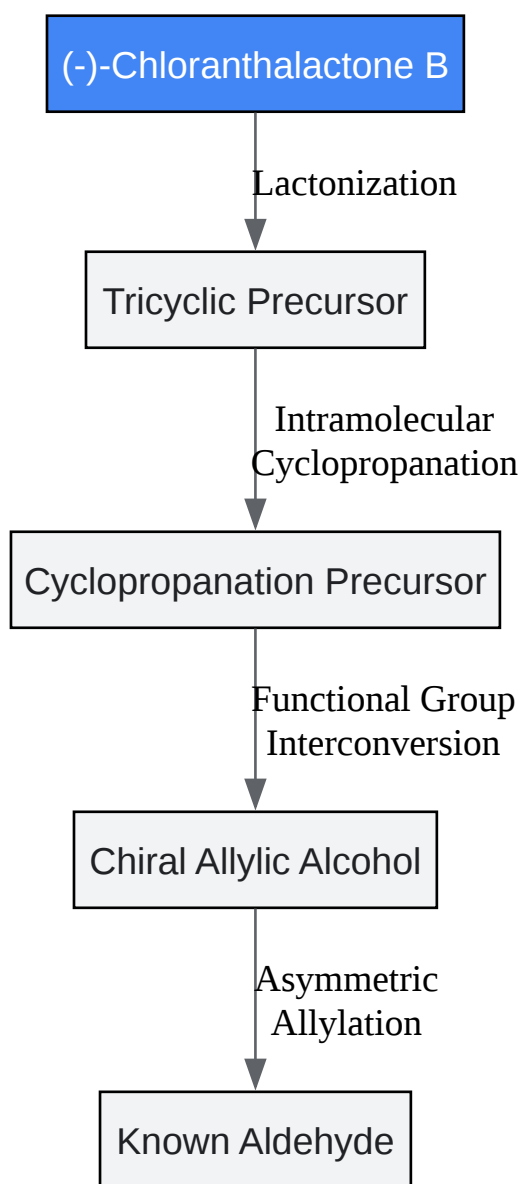 (-)-Chloranthalactone B
Lactonization
Tricyclic Precursor
Intramolecular
Cyclopropanation
Cyclopropanation Precursor
Functional Group
Interconversion
Chiral Allylic Alcohol
Asymmetric
Allylation
Known Aldehyde